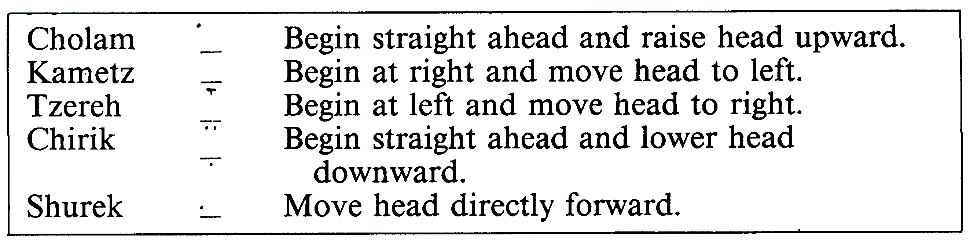 Cholam Begin straight ahead and raise head upward.
Kametz Begin at right and move head to left.
Tzereh Begin at left and move head to right.
Chirik Begin straight ahead and lower head
downward.
Shurek Move head directly forward.